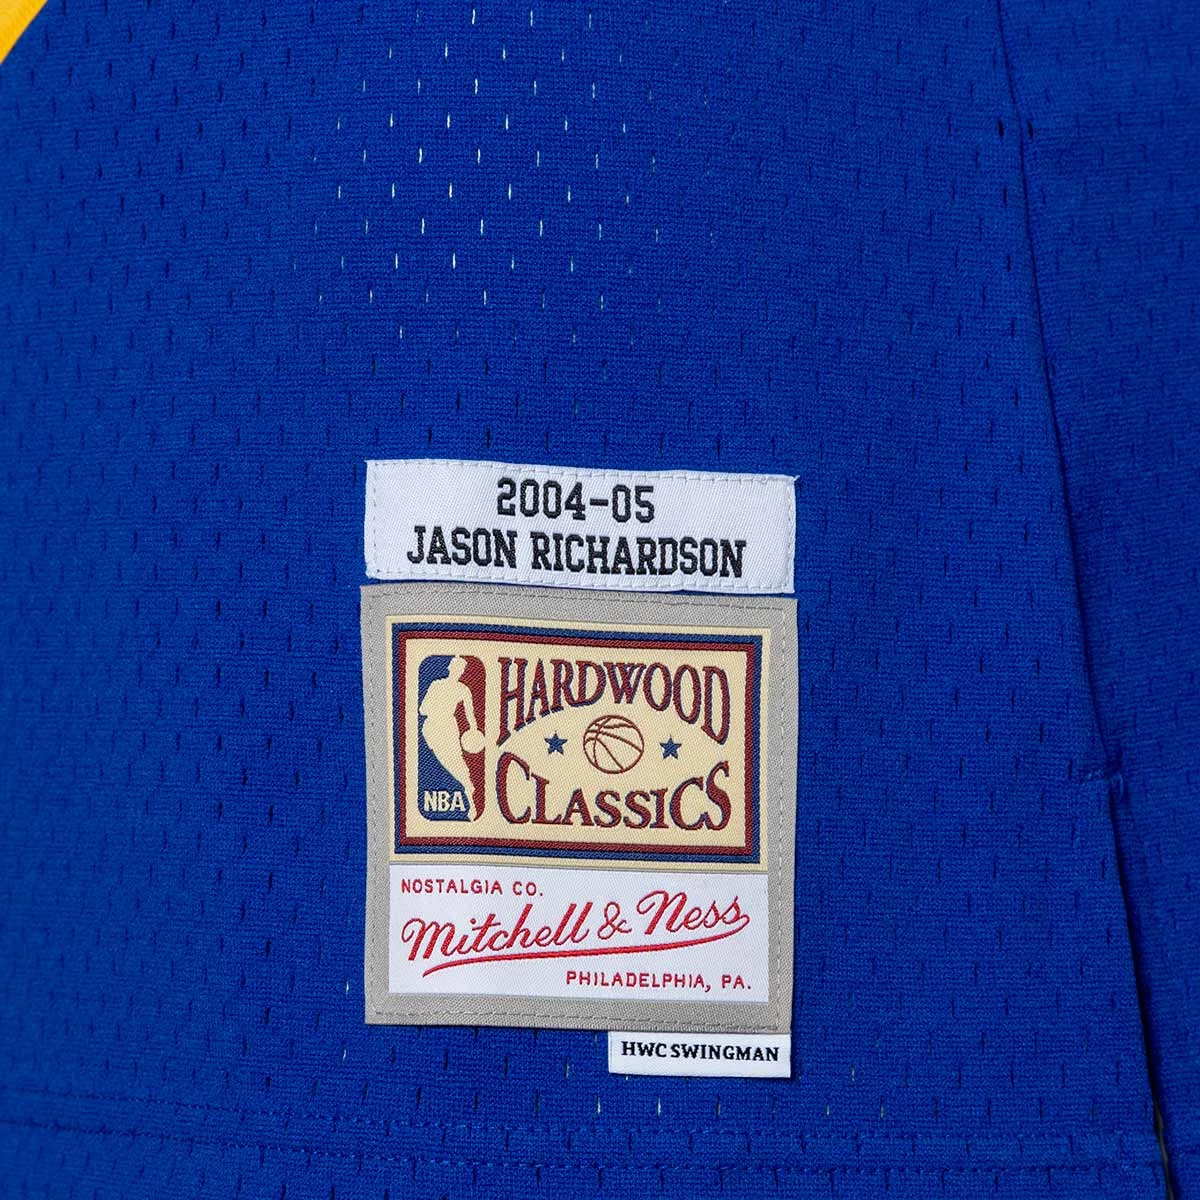 2004-05
JASON RICHARDSON
HARDWOOD
CLASSICS
NBA
NOSTALGIA CO.
Mitchell & Ness
PHILADELPHIA, PA.
HWC SWINGMAN